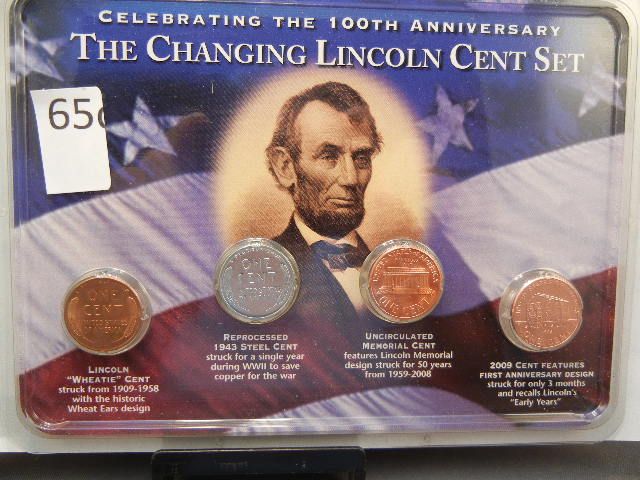 CELEBRATING THE 100TH ANNIVERSARY
THE CHANGING LINCOLN CENT SET
65
ONE
CENT
ONE
CENT
ONE CENT
LINCOLN
"WHEATIE" CENT
struck from 1909-1958
with the historic
Wheat Ears design
REPROCESSED
1943 STEEL CENT
struck for a single year
during WWII to save
copper for the war
UNCIRCULATED
MEMORIAL CENT
features Lincoln Memorial
design struck for 50 years
from 1959-2008
2009 CENT FEATURES
FIRST ANNIVERSARY DESIGN
struck for only 3 months
and recalls Lincoln's
"Early Years"